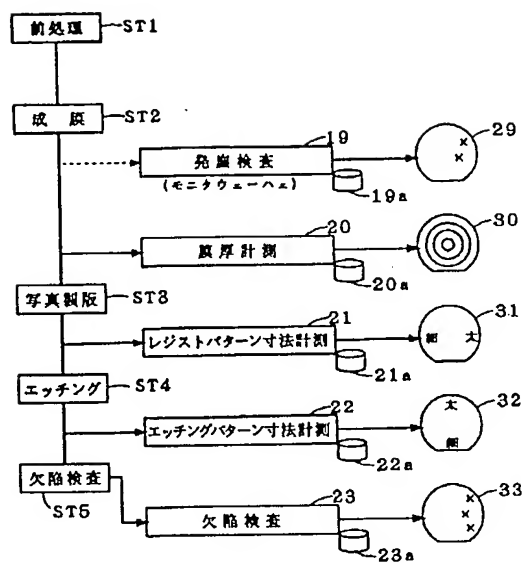 前処理 ST1
成膜 ST2
19 29
発塵検査
(モニタウェーハ)
19a
20 30
膜厚計測
20a
写真製版 ST3
21 31
レジストパターン寸法計測 細 太
21a
エッチング ST4
22 32
エッチングパターン寸法計測 太
細
22a
欠陥検査 23 33
ST5
欠陥検査
23a